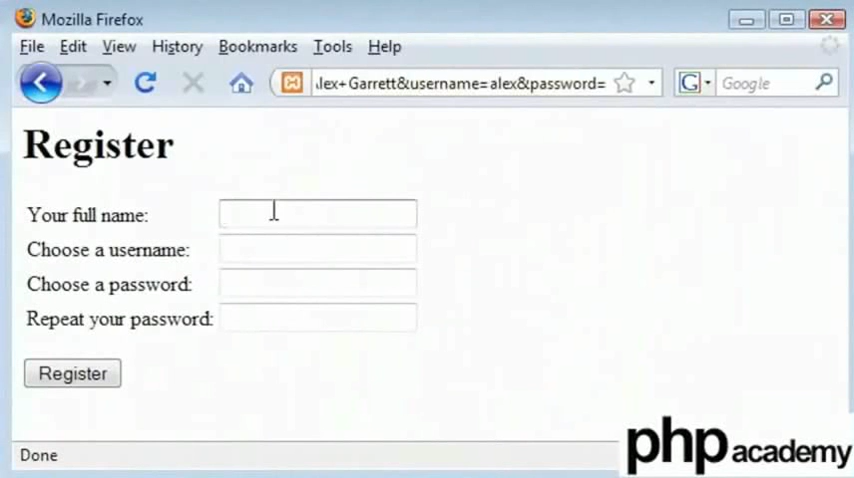 Mozilla Firefox
File Edit View History Bookmarks Tools Help
lex+Garrett&username=alex&password= G Google
Register
Your full name:
Choose a username:
Choose a password:
Repeat your password:
Register
Done
php academy